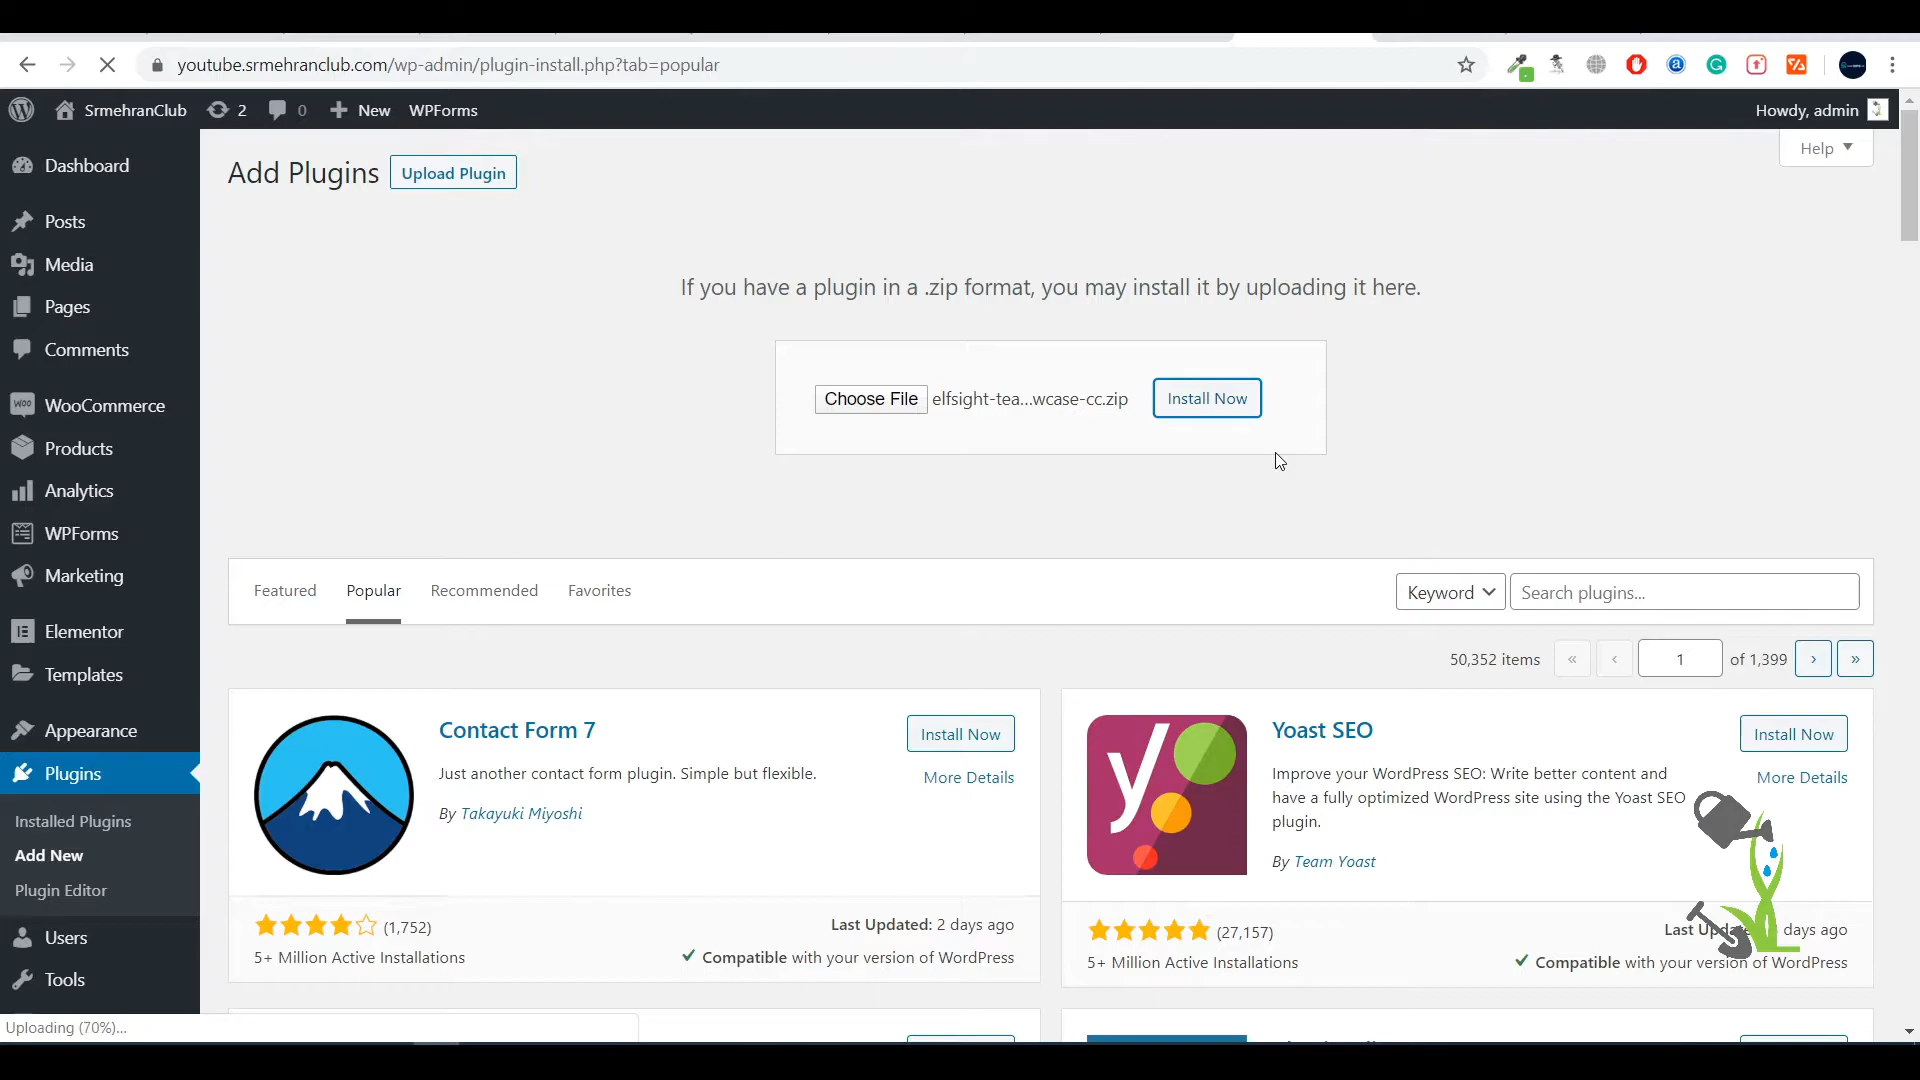 youtube.srmehranclub.com/wp-admin/plugin-install.php?tab=popular
SrmehranClub 2 0 New WPForms Howdy, admin
Help
Add Plugins Upload Plugin
If you have a plugin in a .zip format, you may install it by uploading it here.
Choose File elfsight-tea...wcase-cc.zip Install Now
Dashboard
Posts
Media
Pages
Comments
WooCommerce
Products
Analytics
WPForms
Marketing
Elementor
Templates
Appearance
Plugins
Installed Plugins
Add New
Plugin Editor
Users
Tools
Featured Popular Recommended Favorites Keyword Search plugins...
50,352 items « ‹ 1 of 1,399 › »
Contact Form 7
Install Now
More Details
Just another contact form plugin. Simple but flexible.
By Takayuki Miyoshi
(1,752)
5+ Million Active Installations
Last Updated: 2 days ago
Compatible with your version of WordPress
Yoast SEO
Install Now
More Details
Improve your WordPress SEO: Write better content and
have a fully optimized WordPress site using the Yoast SEO
plugin.
By Team Yoast
(27,157)
5+ Million Active Installations
Last days ago
Compatible with your version of WordPress
Uploading (70%)...